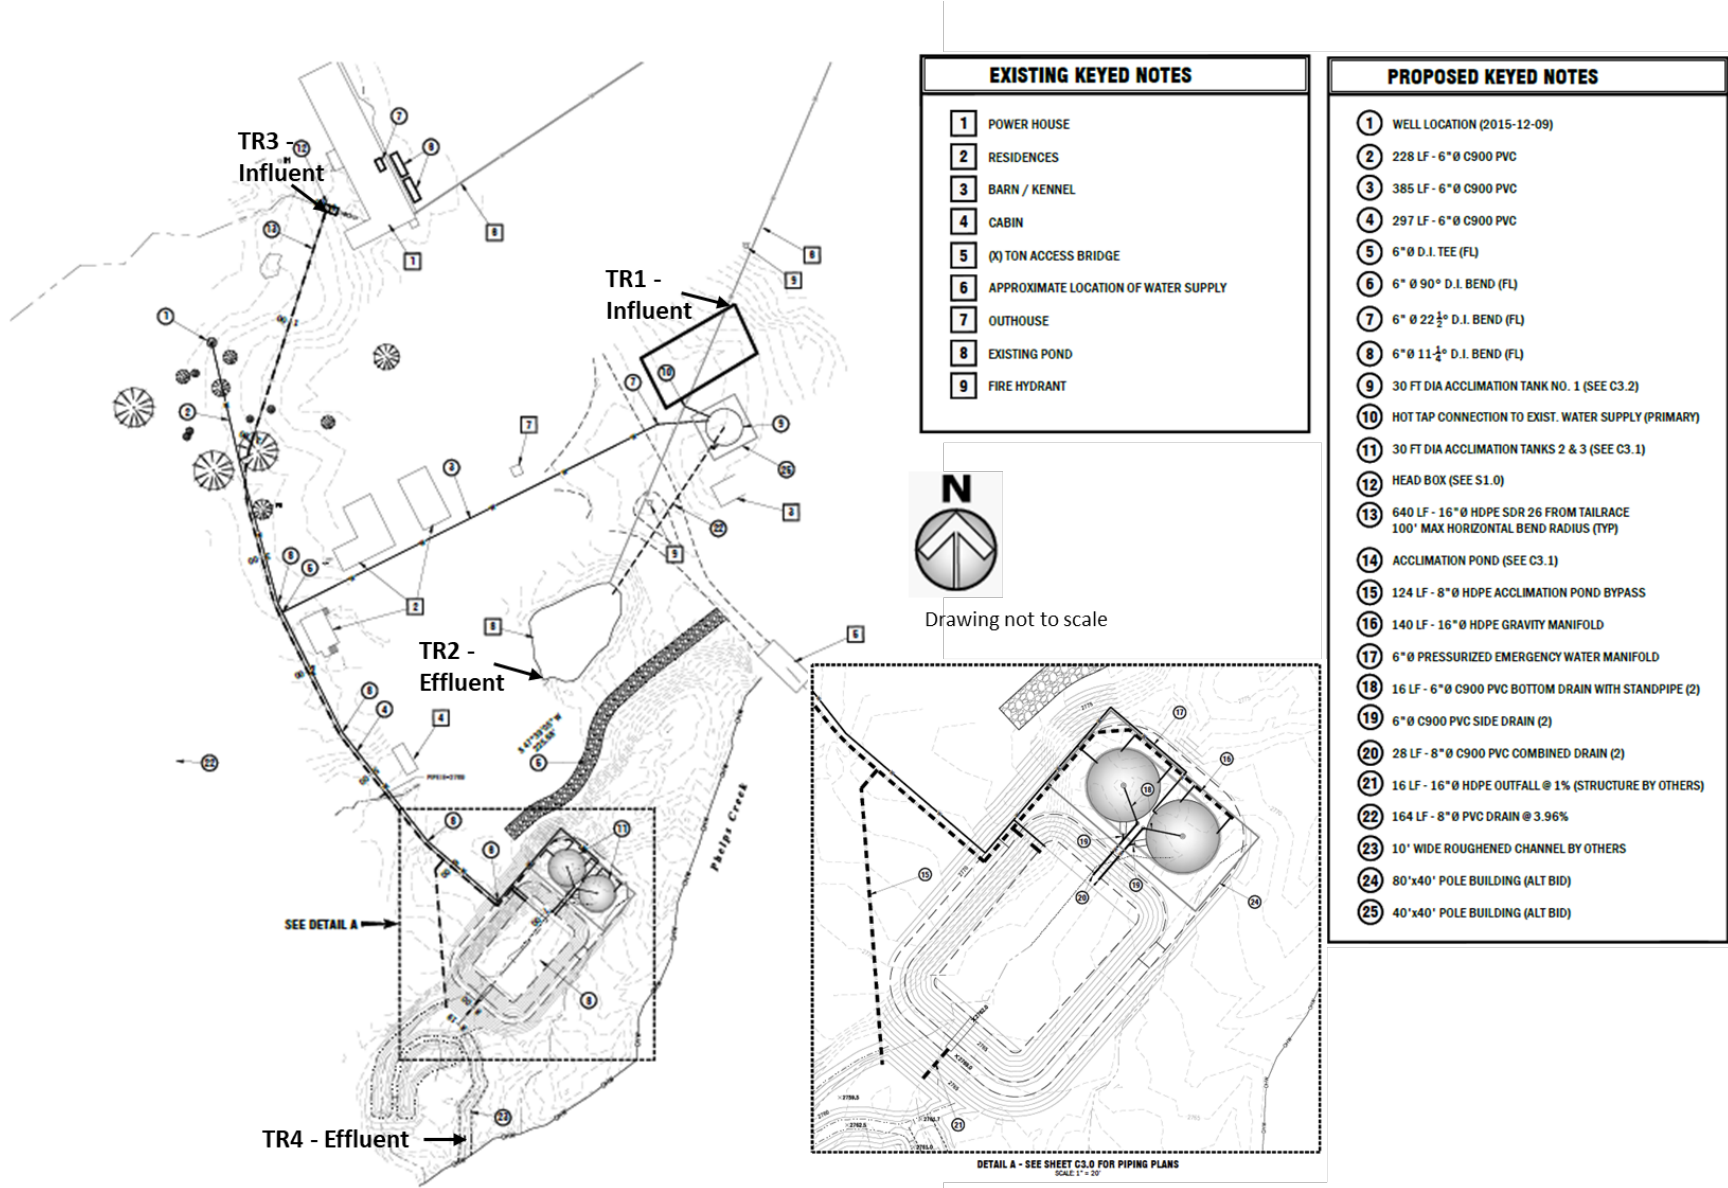 TR3 -
Influent
TR1 -
Influent
TR2 -
Effluent
TR4 - Effluent
SEE DETAIL A
Phelps Creek
EXISTING KEYED NOTES
1 POWER HOUSE
2 RESIDENCES
3 BARN / KENNEL
4 CABIN
5 (X) TON ACCESS BRIDGE
6 APPROXIMATE LOCATION OF WATER SUPPLY
7 OUTHOUSE
8 EXISTING POND
9 FIRE HYDRANT
N
Drawing not to scale
PROPOSED KEYED NOTES
1 WELL LOCATION (2015-12-09)
2 228 LF - 6"Ø C900 PVC
3 385 LF - 6"Ø C900 PVC
4 297 LF - 6"Ø C900 PVC
5 6"Ø D.I. TEE (FL)
6 6" Ø 90° D.I. BEND (FL)
7 6" Ø 22½° D.I. BEND (FL)
8 6"Ø 11-¼° D.I. BEND (FL)
9 30 FT DIA ACCLIMATION TANK NO. 1 (SEE C3.2)
10 HOT TAP CONNECTION TO EXIST. WATER SUPPLY (PRIMARY)
11 30 FT DIA ACCLIMATION TANKS 2 & 3 (SEE C3.1)
12 HEAD BOX (SEE S1.0)
13 640 LF - 16"Ø HDPE SDR 26 FROM TAILRACE
100' MAX HORIZONTAL BEND RADIUS (TYP)
14 ACCLIMATION POND (SEE C3.1)
15 124 LF - 8"Ø HDPE ACCLIMATION POND BYPASS
16 140 LF - 16"Ø HDPE GRAVITY MANIFOLD
17 6"Ø PRESSURIZED EMERGENCY WATER MANIFOLD
18 16 LF - 6"Ø C900 PVC BOTTOM DRAIN WITH STANDPIPE (2)
19 6"Ø C900 PVC SIDE DRAIN (2)
20 28 LF - 8"Ø C900 PVC COMBINED DRAIN (2)
21 16 LF - 16"Ø HDPE OUTFALL @ 1% (STRUCTURE BY OTHERS)
22 164 LF - 8"Ø PVC DRAIN @ 3.96%
23 10' WIDE ROUGHENED CHANNEL BY OTHERS
24 80'x40' POLE BUILDING (ALT BID)
25 40'x40' POLE BUILDING (ALT BID)
DETAIL A - SEE SHEET C3.0 FOR PIPING PLANS
SCALE: 1" = 20'